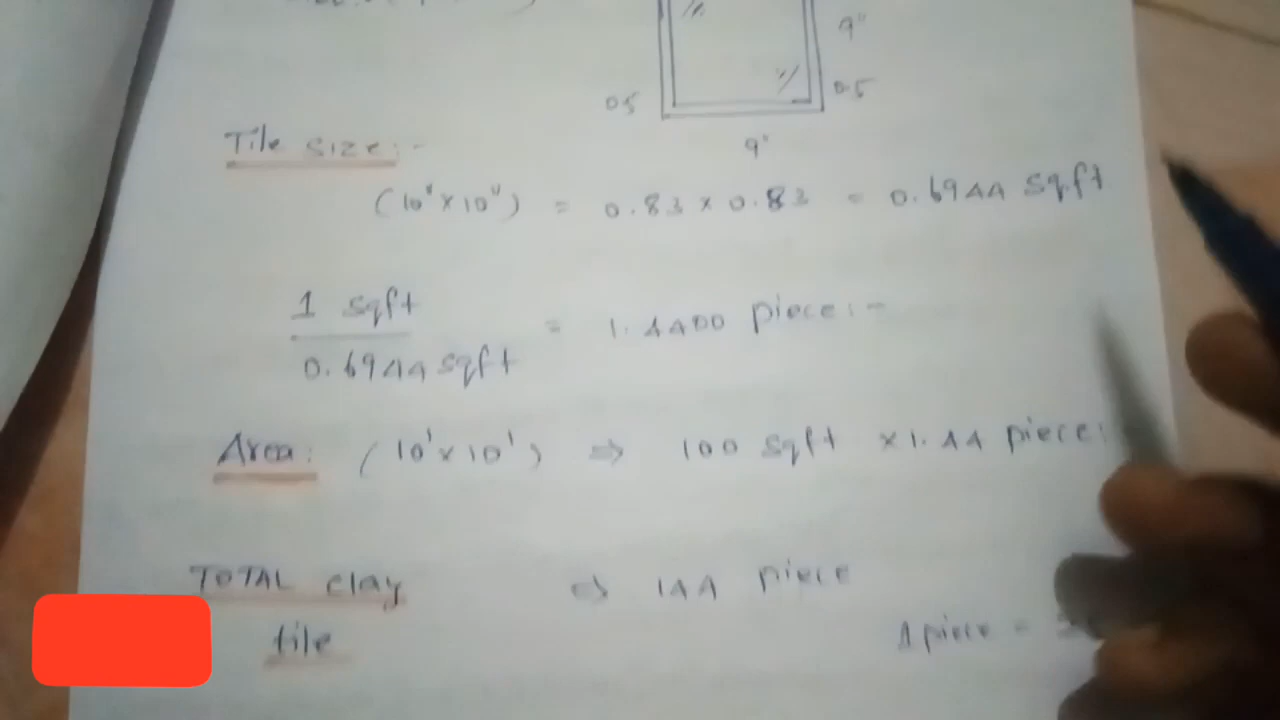 9"
0.5 0.5
9"
Tile size:-
(10"x10") = 0.83 x 0.83 = 0.6944 sqft
1 sqft
0.6944 sqft
= 1.4400 piece:-
Area: (10'x10') ⇒ 100 sqft x1.44 piece:
TOTAL clay ⇒ 144 piece
tile
1 piece =